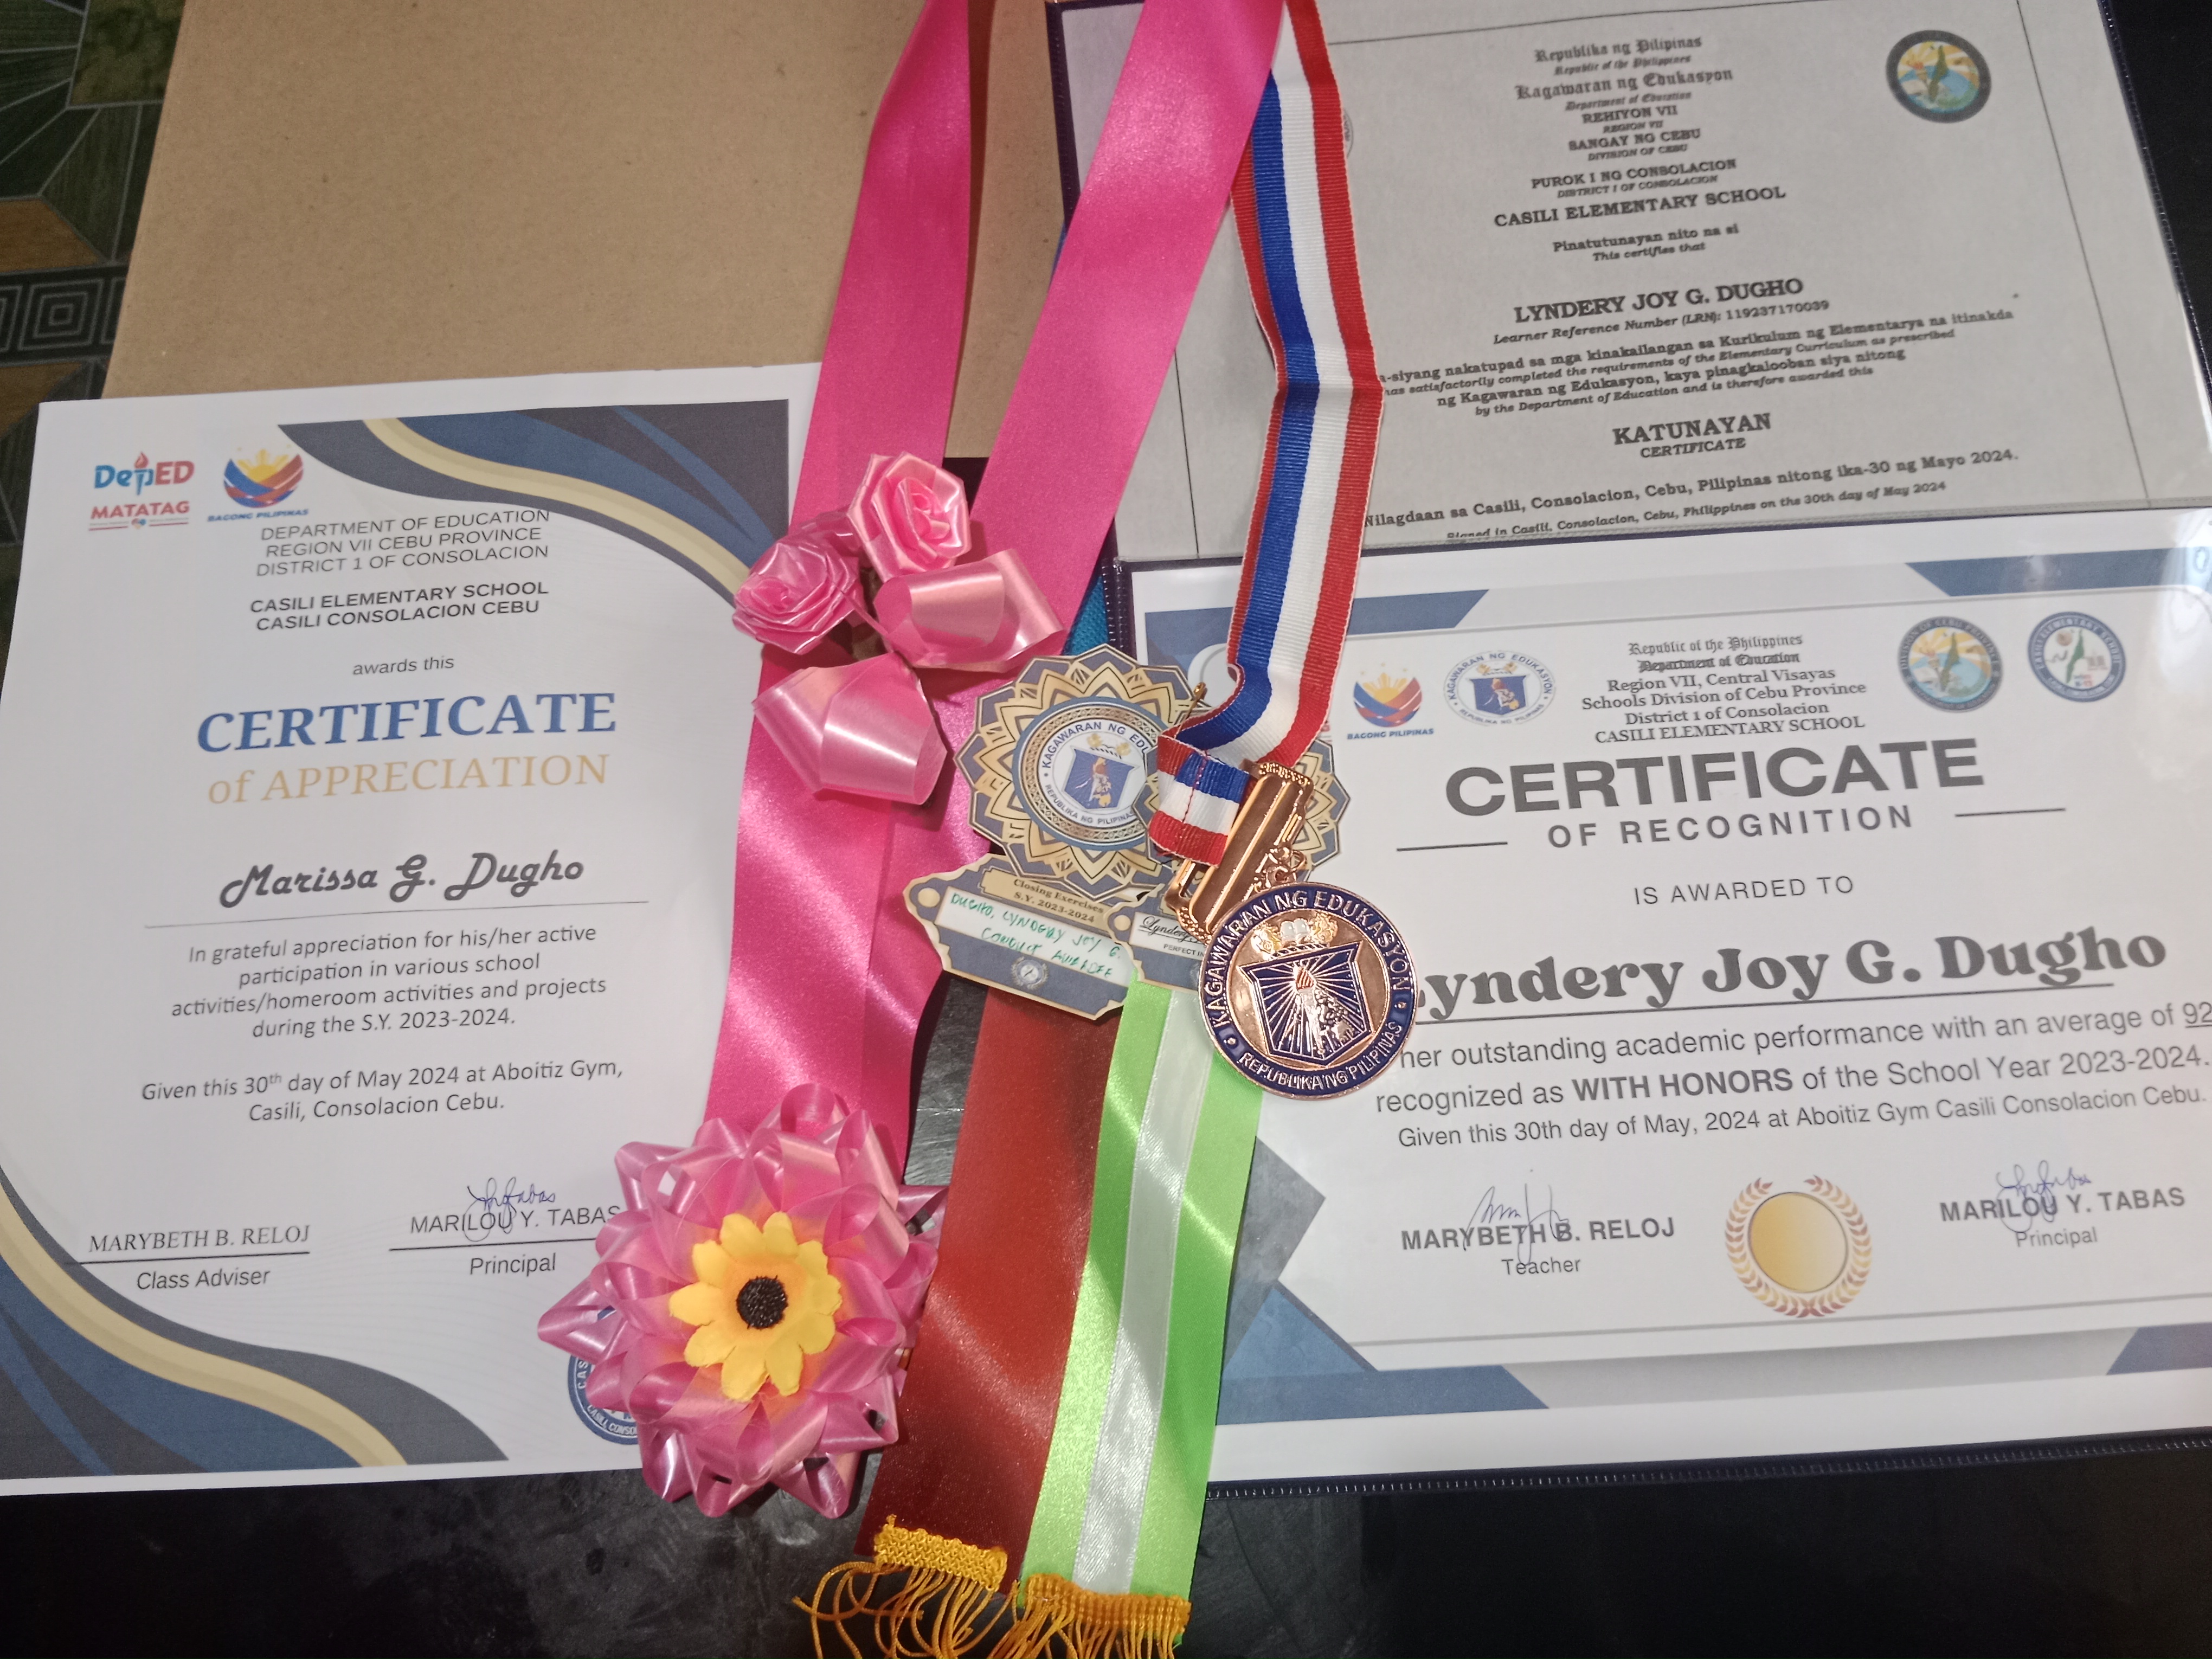 DepED
MATATAG
BAGONG PILIPINAS
DEPARTMENT OF EDUCATION
REGION VII CEBU PROVINCE
DISTRICT 1 OF CONSOLACION
CASILI ELEMENTARY SCHOOL
CASILI CONSOLACION CEBU
awards this
CERTIFICATE
of APPRECIATION
Marissa G. Dugho
In grateful appreciation for his/her active
participation in various school
activities/homeroom activities and projects
during the S.Y. 2023-2024.
Given this 30th day of May 2024 at Aboitiz Gym,
Casili, Consolacion Cebu.
MARYBETH B. RELOJ
Class Adviser
MARILOU Y. TABAS
Principal
KAGAWARAN NG EDU
REPUBLIKA NG PILIPINAS
Closing Exercises
S.Y. 2023-2024
DUGHO, LYNDERY JOY G.
CONDUCT AWARDEE
Lyndery
PERFECT IN
KAGAWARAN NG EDUKASYON
REPUBLIKA NG PILIPINAS
Republika ng Pilipinas
Republic of the Philippines
Kagawaran ng Edukasyon
Department of Education
REHIYON VII
REGION VII
SANGAY NG CEBU
DIVISION OF CEBU
PUROK I NG CONSOLACION
DISTRICT I OF CONSOLACION
CASILI ELEMENTARY SCHOOL
Pinatutunayan nito na si
This certifies that
LYNDERY JOY G. DUGHO
Learner Reference Number (LRN): 119237170039
a-siyang nakatupad sa mga kinakailangan sa Kurikulum ng Elementarya na itinakda
has satisfactorily completed the requirements of the Elementary Curriculum as prescribed
ng Kagawaran ng Edukasyon, kaya pinagkalooban siya nitong
by the Department of Education and is therefore awarded this
KATUNAYAN
CERTIFICATE
Nilagdaan sa Casili, Consolacion, Cebu, Pilipinas nitong ika-30 ng Mayo 2024.
Signed in Casili, Consolacion, Cebu, Philippines on the 30th day of May 2024
BAGONG PILIPINAS
KAGAWARAN NG EDUKASYON
REPUBLIKA NG PILIPINAS
Republic of the Philippines
Department of Education
Region VII, Central Visayas
Schools Division of Cebu Province
District 1 of Consolacion
CASILI ELEMENTARY SCHOOL
CERTIFICATE
OF RECOGNITION
IS AWARDED TO
Lyndery Joy G. Dugho
her outstanding academic performance with an average of 92
recognized as WITH HONORS of the School Year 2023-2024.
Given this 30th day of May, 2024 at Aboitiz Gym Casili Consolacion Cebu.
MARYBETH B. RELOJ
Teacher
MARILOU Y. TABAS
Principal